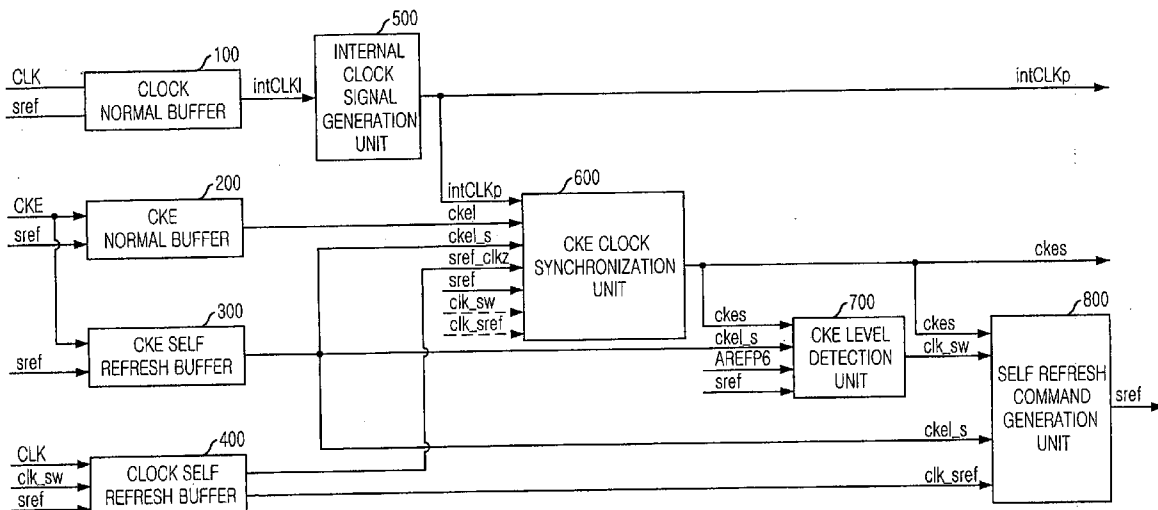 500
100
INTERNAL
CLOCK
SIGNAL
GENERATION
UNIT
CLK
sref
CLOCK
NORMAL BUFFER
intCLKl
intCLKp
200
600
CKE
sref
CKE
NORMAL BUFFER
intCLKp
ckel
ckel_s
sref_clkz
sref
clk_sw
clk_sref
CKE CLOCK
SYNCHRONIZATION
UNIT
ckes
300
700
800
sref
CKE SELF
REFRESH BUFFER
ckes
ckel_s
AREFP6
sref
CKE LEVEL
DETECTION
UNIT
ckes
clk_sw
SELF REFRESH
COMMAND
GENERATION
UNIT
sref
400
CLK
clk_sw
sref
CLOCK SELF
REFRESH BUFFER
ckel_s
clk_sref